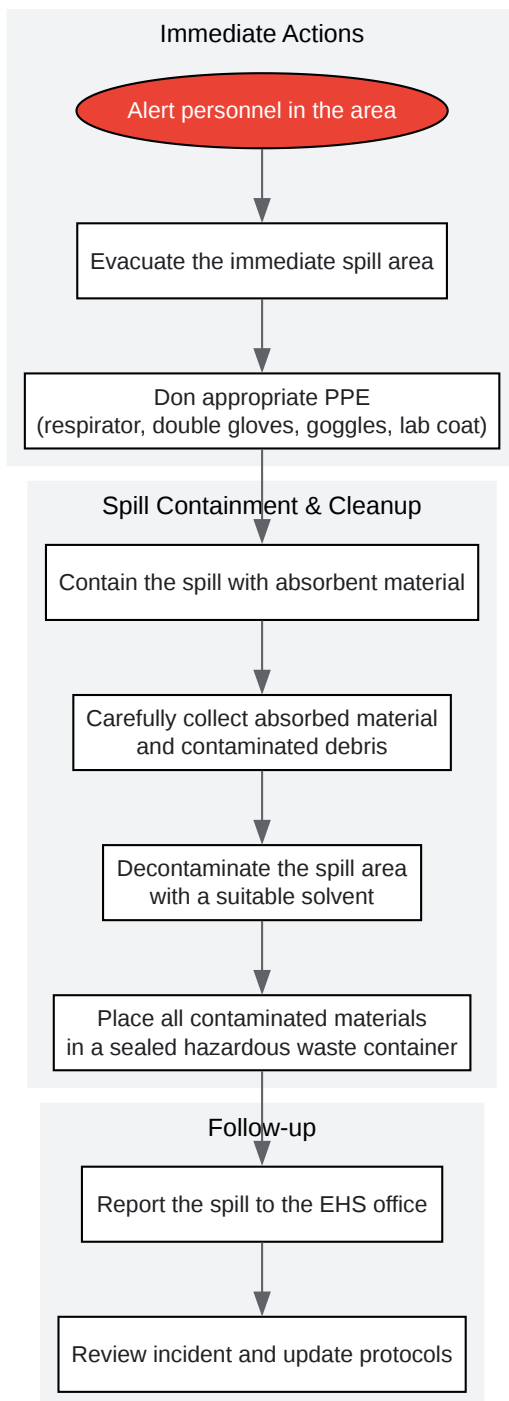 Immediate Actions
Alert personnel in the area
Evacuate the immediate spill area
Don appropriate PPE
(respirator, double gloves, goggles, lab coat)
Spill Containment & Cleanup
Contain the spill with absorbent material
Carefully collect absorbed material
and contaminated debris
Decontaminate the spill area
with a suitable solvent
Place all contaminated materials
in a sealed hazardous waste container
Follow-up
Report the spill to the EHS office
Review incident and update protocols